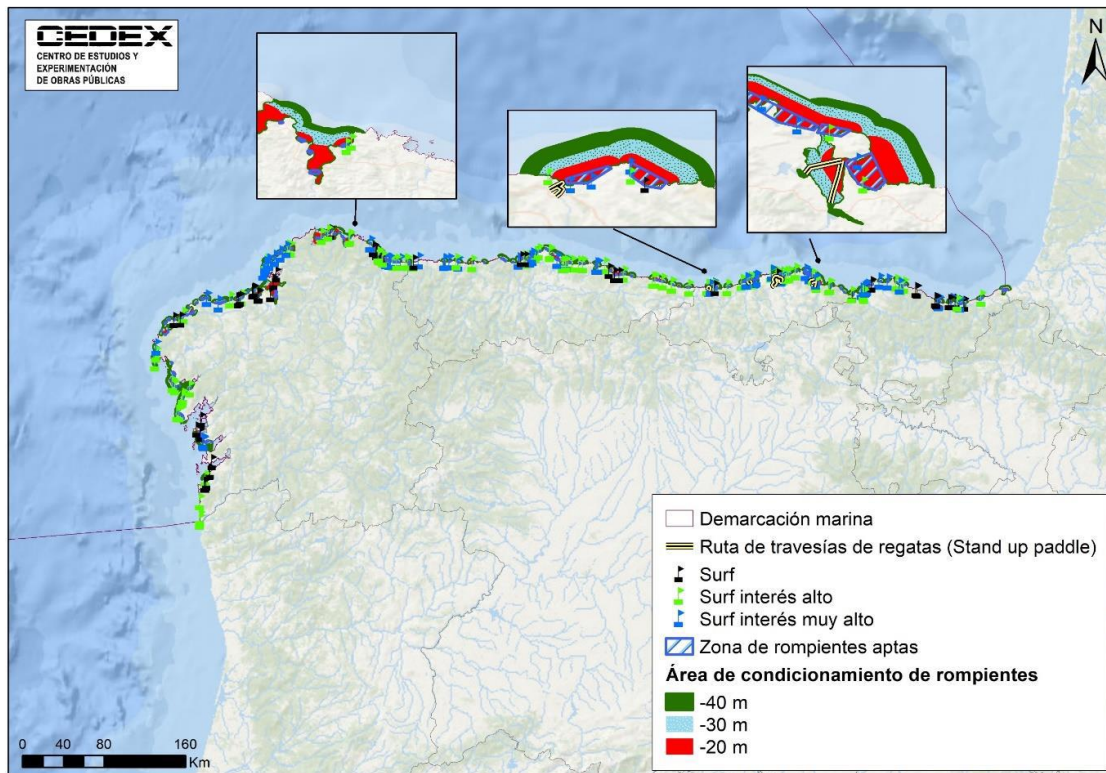 CEDEX
CENTRO DE ESTUDIOS Y
EXPERIMENTACIÓN
DE OBRAS PÚBLICAS
N
Demarcación marina
Ruta de travesías de regatas (Stand up paddle)
Surf
Surf interés alto
Surf interés muy alto
Zona de rompientes aptas
Área de condicionamiento de rompientes
-40 m
-30 m
-20 m
0 20 40 80 160
Km